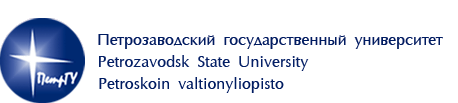 ПетрГУ
Петрозаводский государственный университет
Petrozavodsk State University
Petroskoin valtionyliopisto